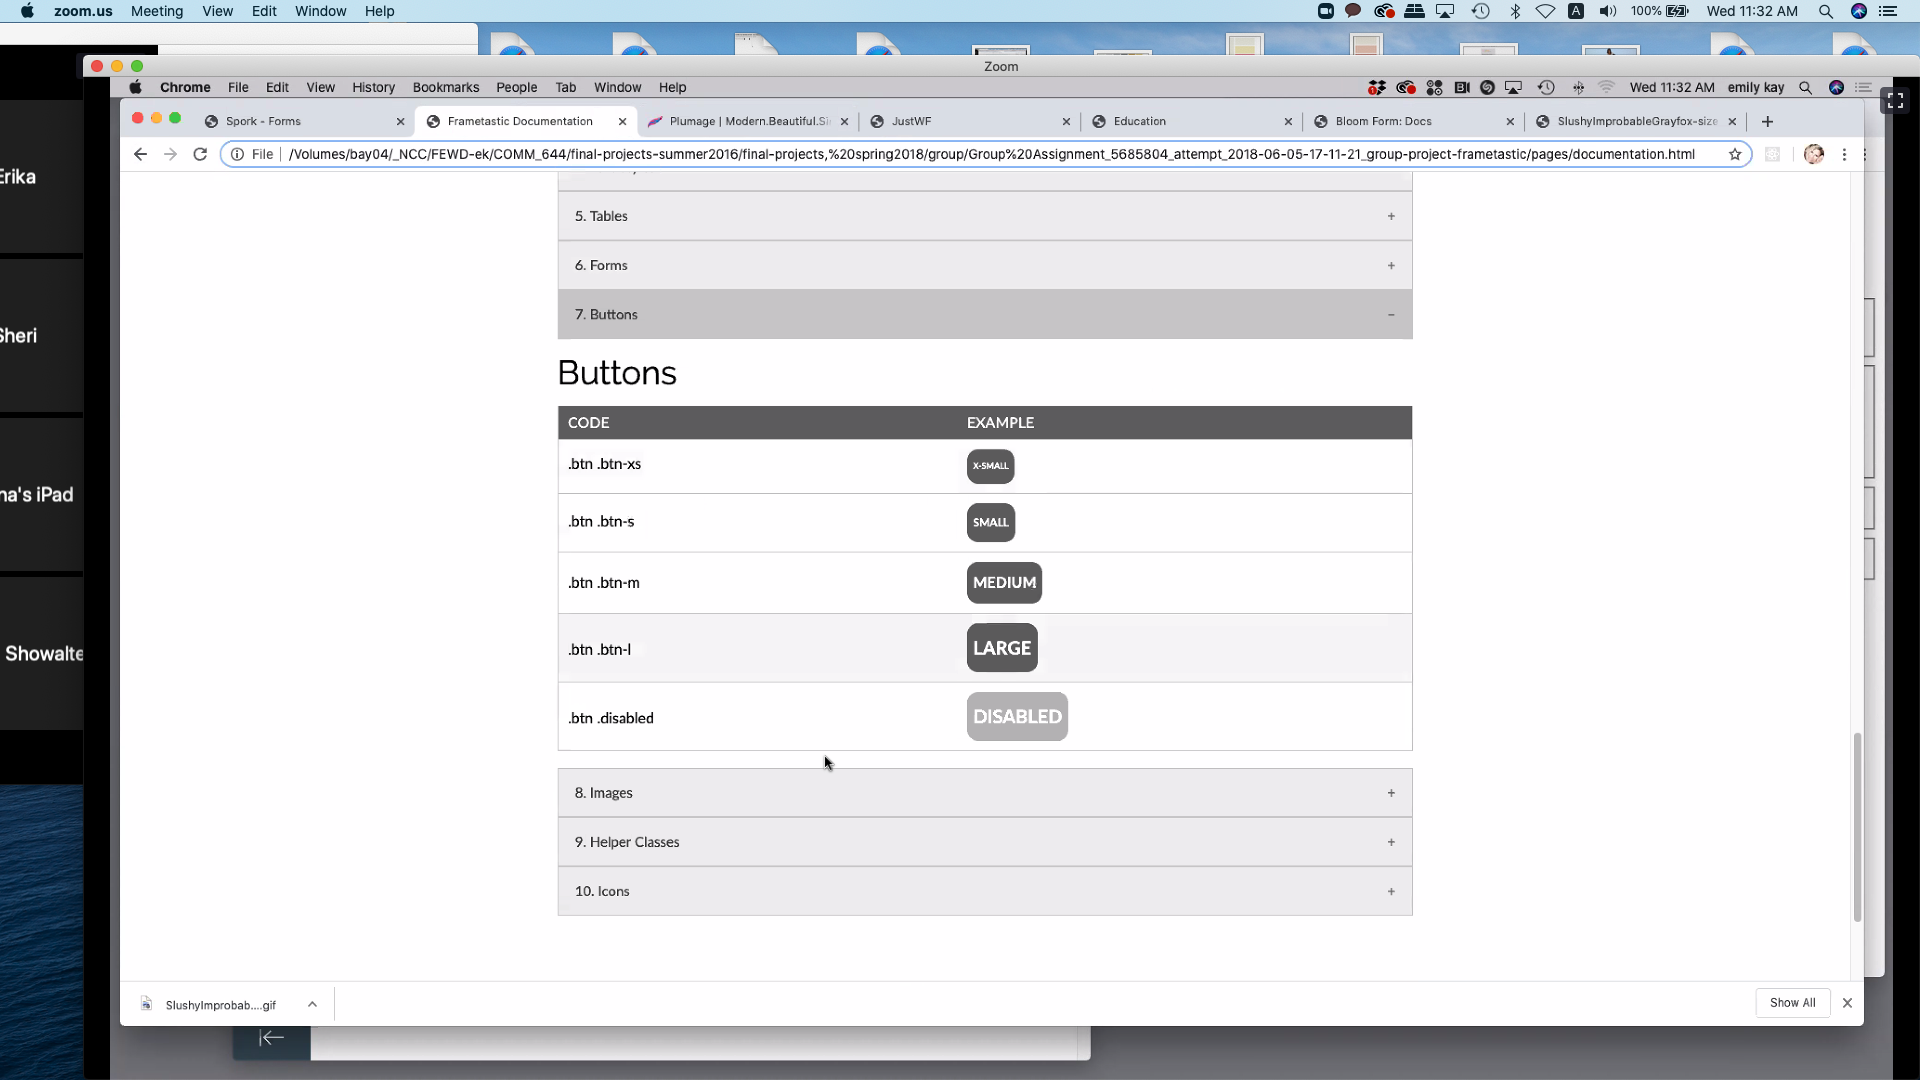 zoom.us Meeting View Edit Window Help 100% Wed 11:32 AM
Zoom
Chrome File Edit View History Bookmarks People Tab Window Help Wed 11:32 AM emily kay
Spork - Forms Frametastic Documentation Plumage | Modern.Beautiful.Si JustWF Education Bloom Form: Docs SlushyImprobableGrayfox-size
File /Volumes/bay04/_NCC/FEWD-ek/COMM_644/final-projects-summer2016/final-projects,%20spring2018/group/Group%20Assignment_5685804_attempt_2018-06-05-17-11-21_group-project-frametastic/pages/documentation.html
Erika
Sheri
na's iPad
Showalte
5. Tables +
6. Forms +
7. Buttons −
Buttons
CODE EXAMPLE
.btn .btn-xs X-SMALL
.btn .btn-s SMALL
.btn .btn-m MEDIUM
.btn .btn-l LARGE
.btn .disabled DISABLED
8. Images +
9. Helper Classes +
10. Icons +
SlushyImprobab....gif Show All